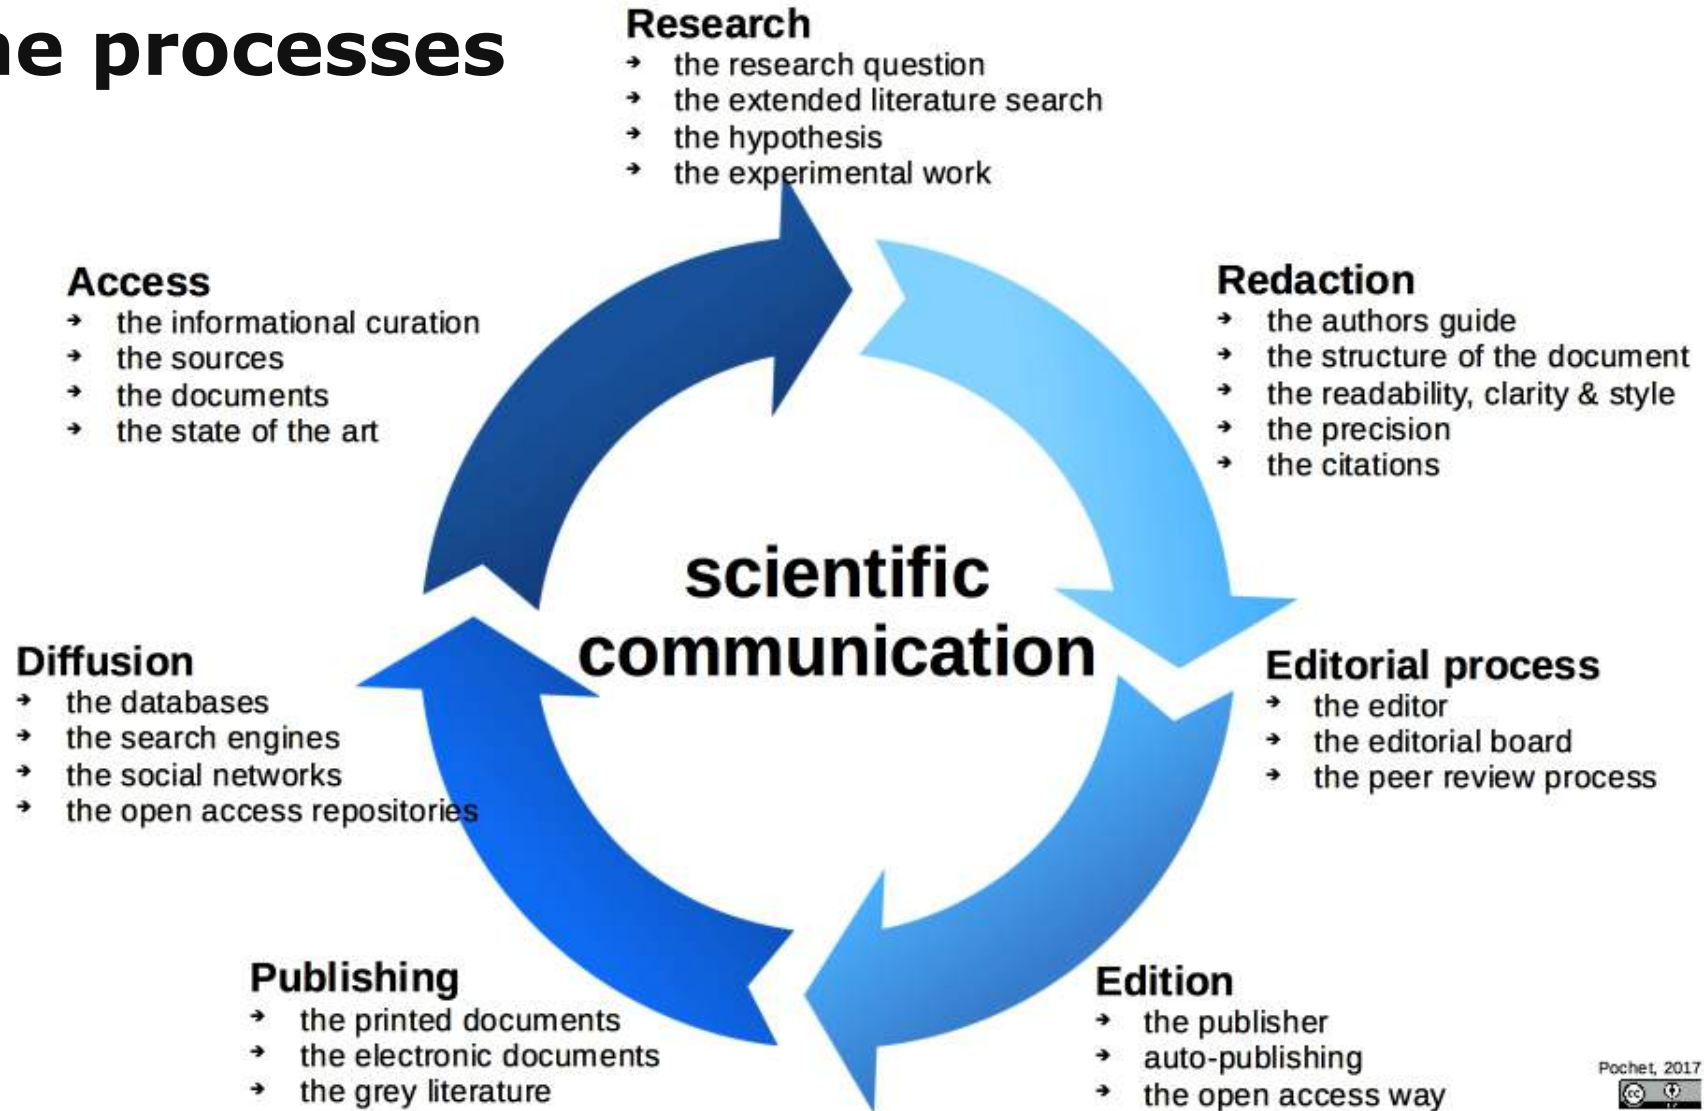 ne processes
Research
➔ the research question
➔ the extended literature search
➔ the hypothesis
➔ the experimental work
Redaction
➔ the authors guide
➔ the structure of the document
➔ the readability, clarity & style
➔ the precision
➔ the citations
Editorial process
➔ the editor
➔ the editorial board
➔ the peer review process
Edition
➔ the publisher
➔ auto-publishing
➔ the open access way
Publishing
➔ the printed documents
➔ the electronic documents
➔ the grey literature
Diffusion
➔ the databases
➔ the search engines
➔ the social networks
➔ the open access repositories
Access
➔ the informational curation
➔ the sources
➔ the documents
➔ the state of the art
scientific
communication
Pochet, 2017
cc